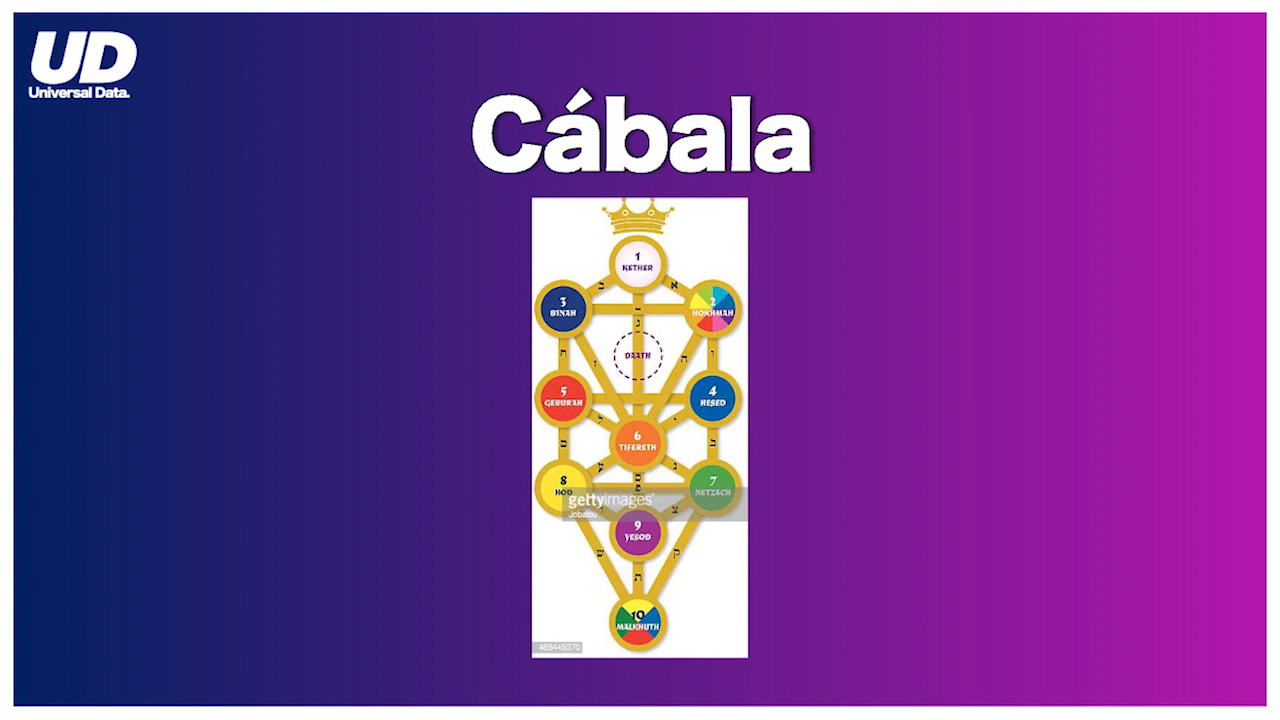 UD
Universal Data.
Cábala
1
KETHER
ב
א
3
BINAH
2
HOKHMAH
DAATH
ח
ו
ה
5
GEBURAH
4
HESED
6
TIFERETH
8
HOD
7
NETZACH
gettyimages®
Jobalou
9
YESOD
ש
ק
ת
10
MALKHUTH
465445370